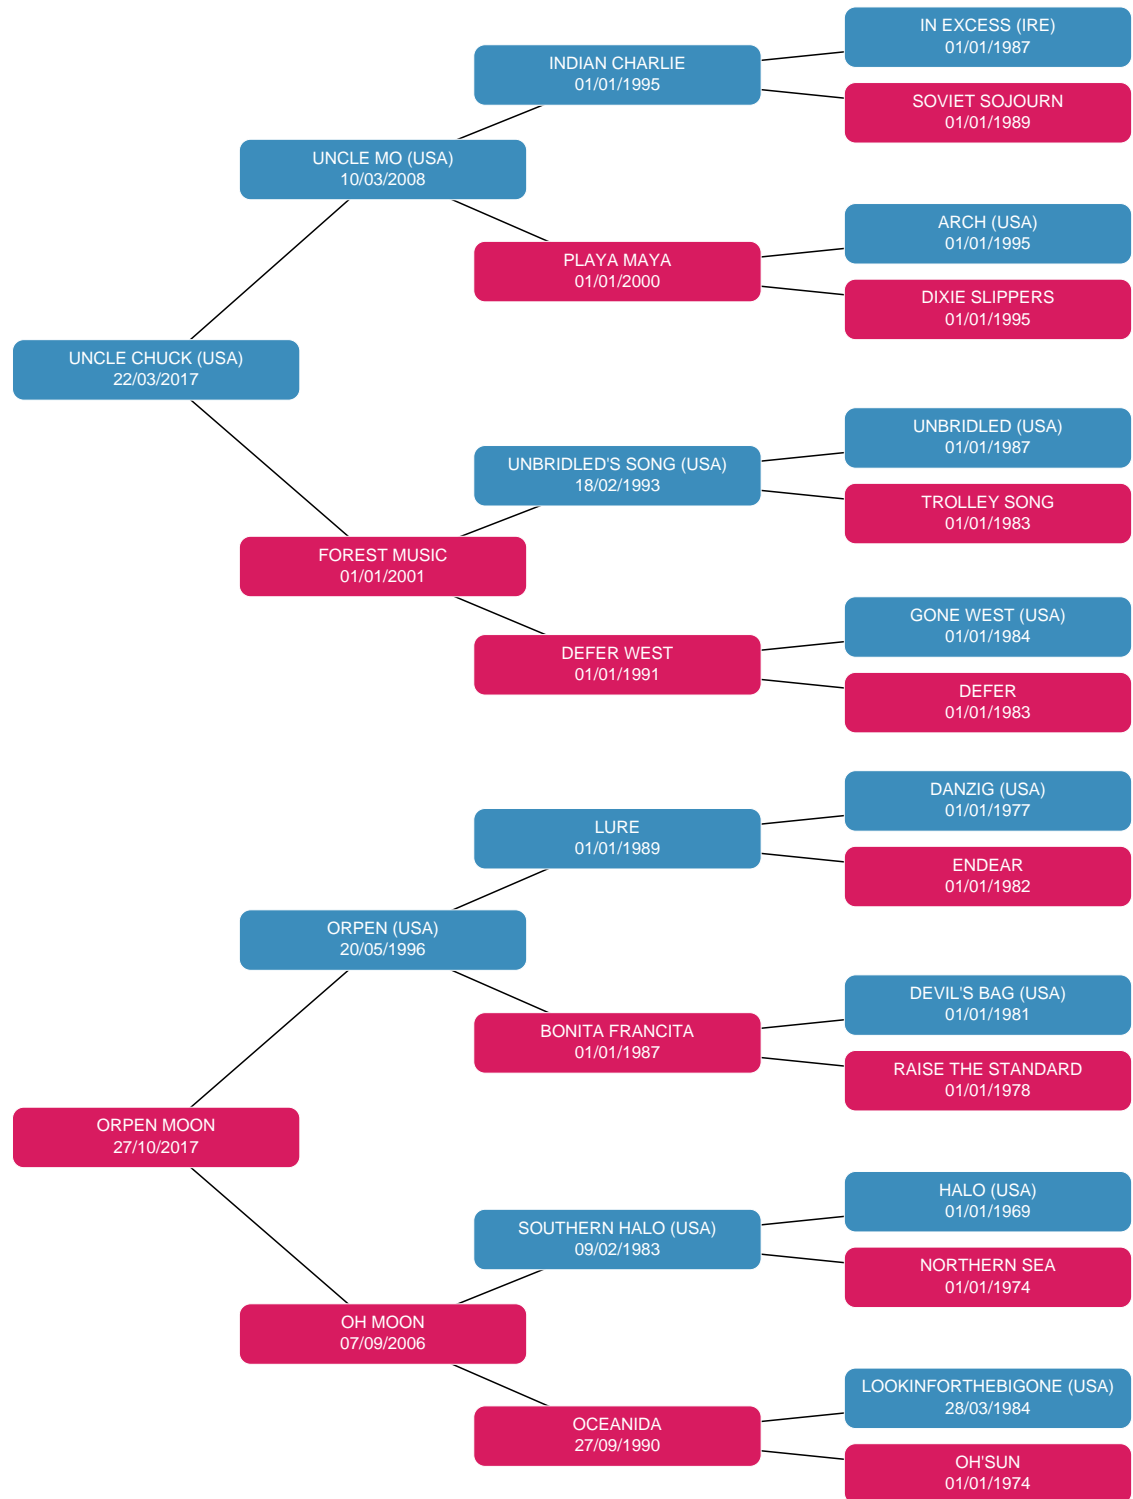 IN EXCESS (IRE)
01/01/1987
INDIAN CHARLIE
01/01/1995
SOVIET SOJOURN
01/01/1989
UNCLE MO (USA)
10/03/2008
ARCH (USA)
01/01/1995
PLAYA MAYA
01/01/2000
DIXIE SLIPPERS
01/01/1995
UNCLE CHUCK (USA)
22/03/2017
UNBRIDLED (USA)
01/01/1987
UNBRIDLED'S SONG (USA)
18/02/1993
TROLLEY SONG
01/01/1983
FOREST MUSIC
01/01/2001
GONE WEST (USA)
01/01/1984
DEFER WEST
01/01/1991
DEFER
01/01/1983
DANZIG (USA)
01/01/1977
LURE
01/01/1989
ENDEAR
01/01/1982
ORPEN (USA)
20/05/1996
DEVIL'S BAG (USA)
01/01/1981
BONITA FRANCITA
01/01/1987
RAISE THE STANDARD
01/01/1978
ORPEN MOON
27/10/2017
HALO (USA)
01/01/1969
SOUTHERN HALO (USA)
09/02/1983
NORTHERN SEA
01/01/1974
OH MOON
07/09/2006
LOOKINFORTHEBIGONE (USA)
28/03/1984
OCEANIDA
27/09/1990
OH'SUN
01/01/1974